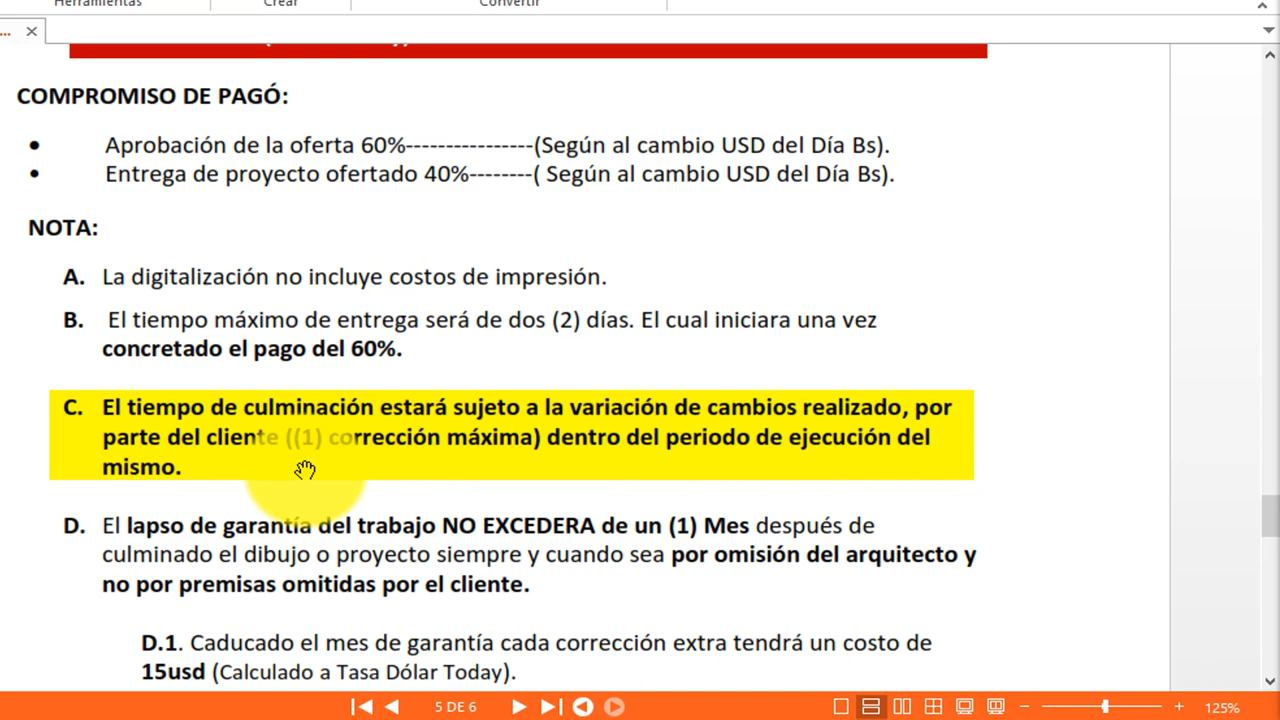 Herramientas Crear Convertir
...
COMPROMISO DE PAGÓ:
• Aprobación de la oferta 60%----------------(Según al cambio USD del Día Bs).
• Entrega de proyecto ofertado 40%--------( Según al cambio USD del Día Bs).
NOTA:
A. La digitalización no incluye costos de impresión.
B. El tiempo máximo de entrega será de dos (2) días. El cual iniciara una vez
concretado el pago del 60%.
C. El tiempo de culminación estará sujeto a la variación de cambios realizado, por
parte del cliente ((1) corrección máxima) dentro del periodo de ejecución del
mismo.
D. El lapso de garantía del trabajo NO EXCEDERA de un (1) Mes después de
culminado el dibujo o proyecto siempre y cuando sea por omisión del arquitecto y
no por premisas omitidas por el cliente.
D.1. Caducado el mes de garantía cada corrección extra tendrá un costo de
15usd (Calculado a Tasa Dólar Today).
5 DE 6 125%